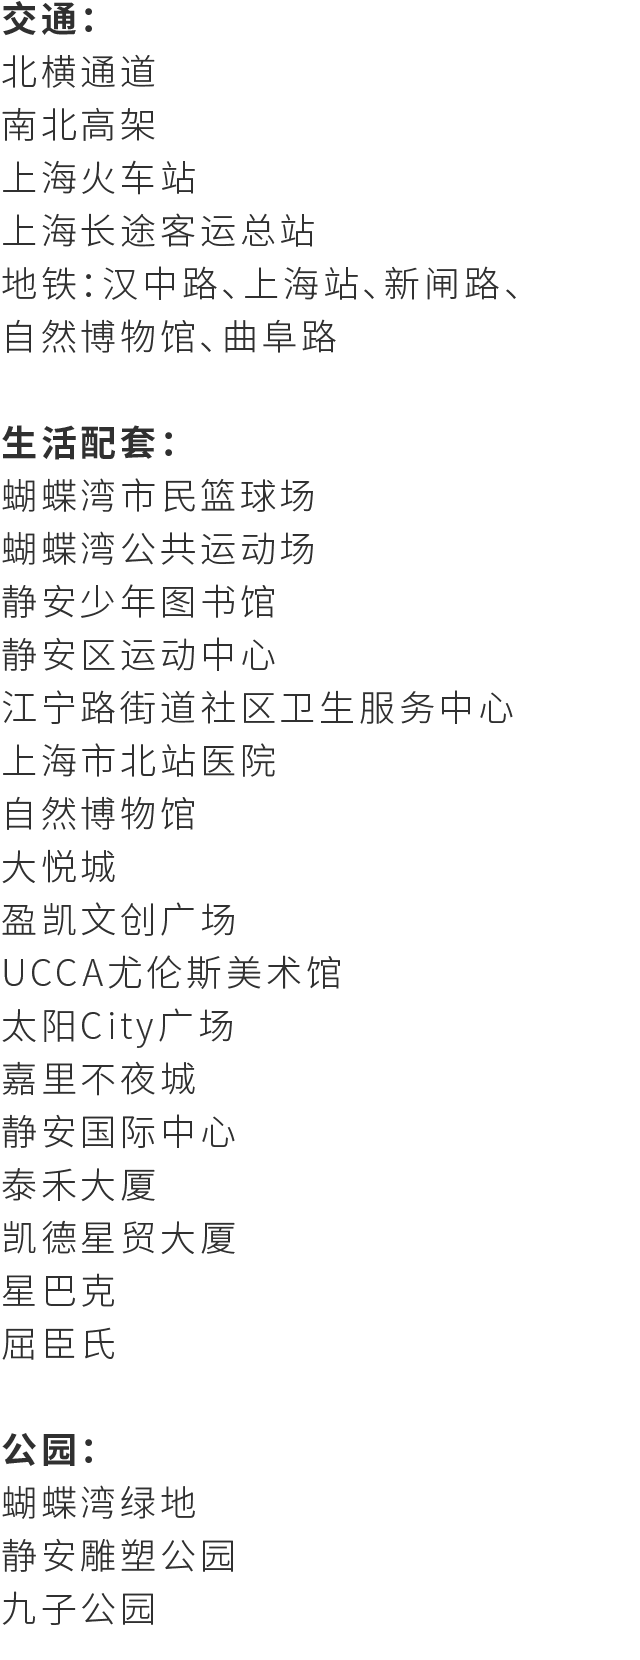 交通：
北横通道
南北高架
上海火车站
上海长途客运总站
地铁：汉中路、上海站、新闸路、
自然博物馆、曲阜路
生活配套：
蝴蝶湾市民篮球场
蝴蝶湾公共运动场
静安少年图书馆
静安区运动中心
江宁路街道社区卫生服务中心
上海市北站医院
自然博物馆
大悦城
盈凯文创广场
UCCA尤伦斯美术馆
太阳City广场
嘉里不夜城
静安国际中心
泰禾大厦
凯德星贸大厦
星巴克
屈臣氏
公园：
蝴蝶湾绿地
静安雕塑公园
九子公园